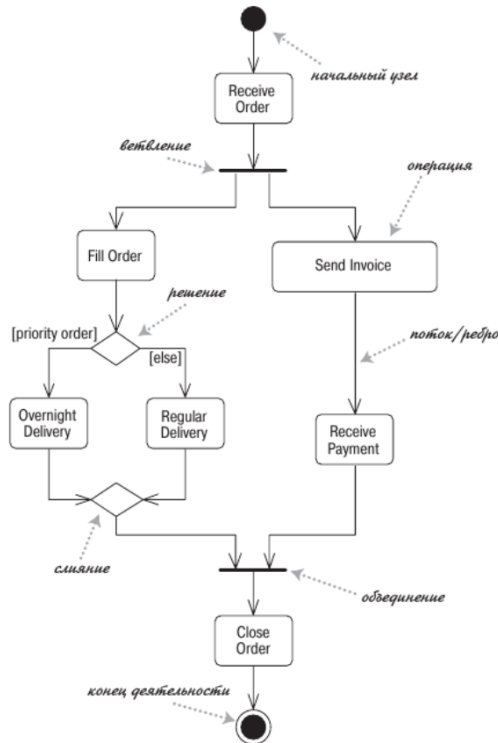 начальный узел
Receive
Order
ветвление
операция
Fill Order
Send Invoice
решение
[priority order]
[else]
поток/ребро
Overnight
Delivery
Regular
Delivery
Receive
Payment
слияние
объединение
Close
Order
конец деятельности